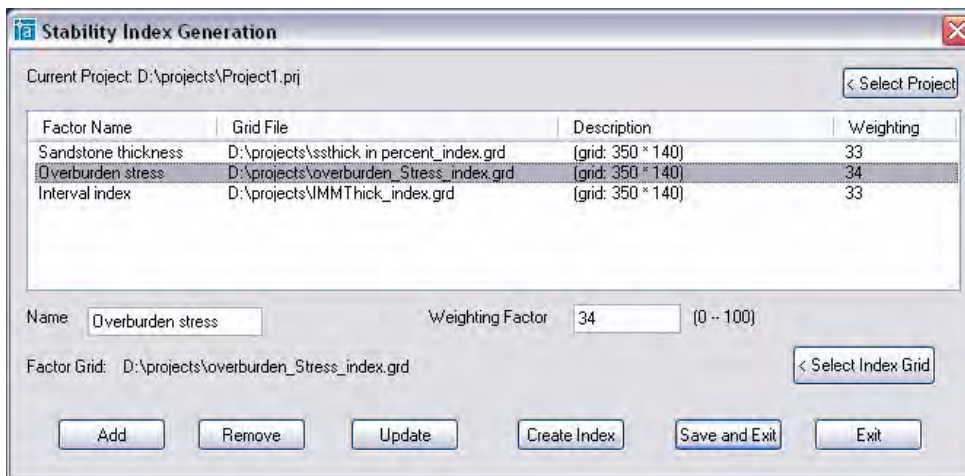 Stability Index Generation
Current Project: D:\projects\Project1.prj
< Select Project
Factor Name Grid File Description Weighting
Sandstone thickness D:\projects\ssthick in percent_index.grd (grid: 350 * 140) 33
Overburden stress D:\projects\overburden_Stress_index.grd (grid: 350 * 140) 34
Interval index D:\projects\IMMThick_index.grd (grid: 350 * 140) 33
Name Overburden stress Weighting Factor 34 (0 -- 100)
Factor Grid: D:\projects\overburden_Stress_index.grd < Select Index Grid
Add Remove Update Create Index Save and Exit Exit